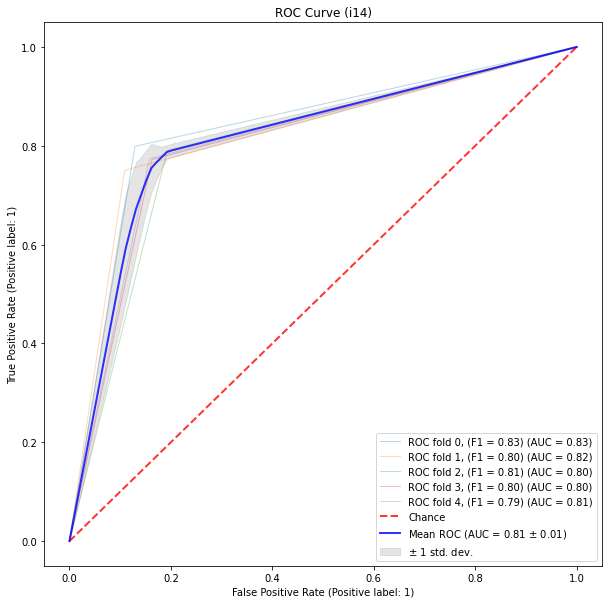 ROC Curve (i14)
1.0
0.8
0.6
0.4
0.2
0.0
True Positive Rate (Positive label: 1)
ROC fold 0, (F1 = 0.83) (AUC = 0.83)
ROC fold 1, (F1 = 0.80) (AUC = 0.82)
ROC fold 2, (F1 = 0.81) (AUC = 0.80)
ROC fold 3, (F1 = 0.80) (AUC = 0.80)
ROC fold 4, (F1 = 0.79) (AUC = 0.81)
Chance
Mean ROC (AUC = 0.81 ± 0.01)
± 1 std. dev.
0.0 0.2 0.4 0.6 0.8 1.0
False Positive Rate (Positive label: 1)